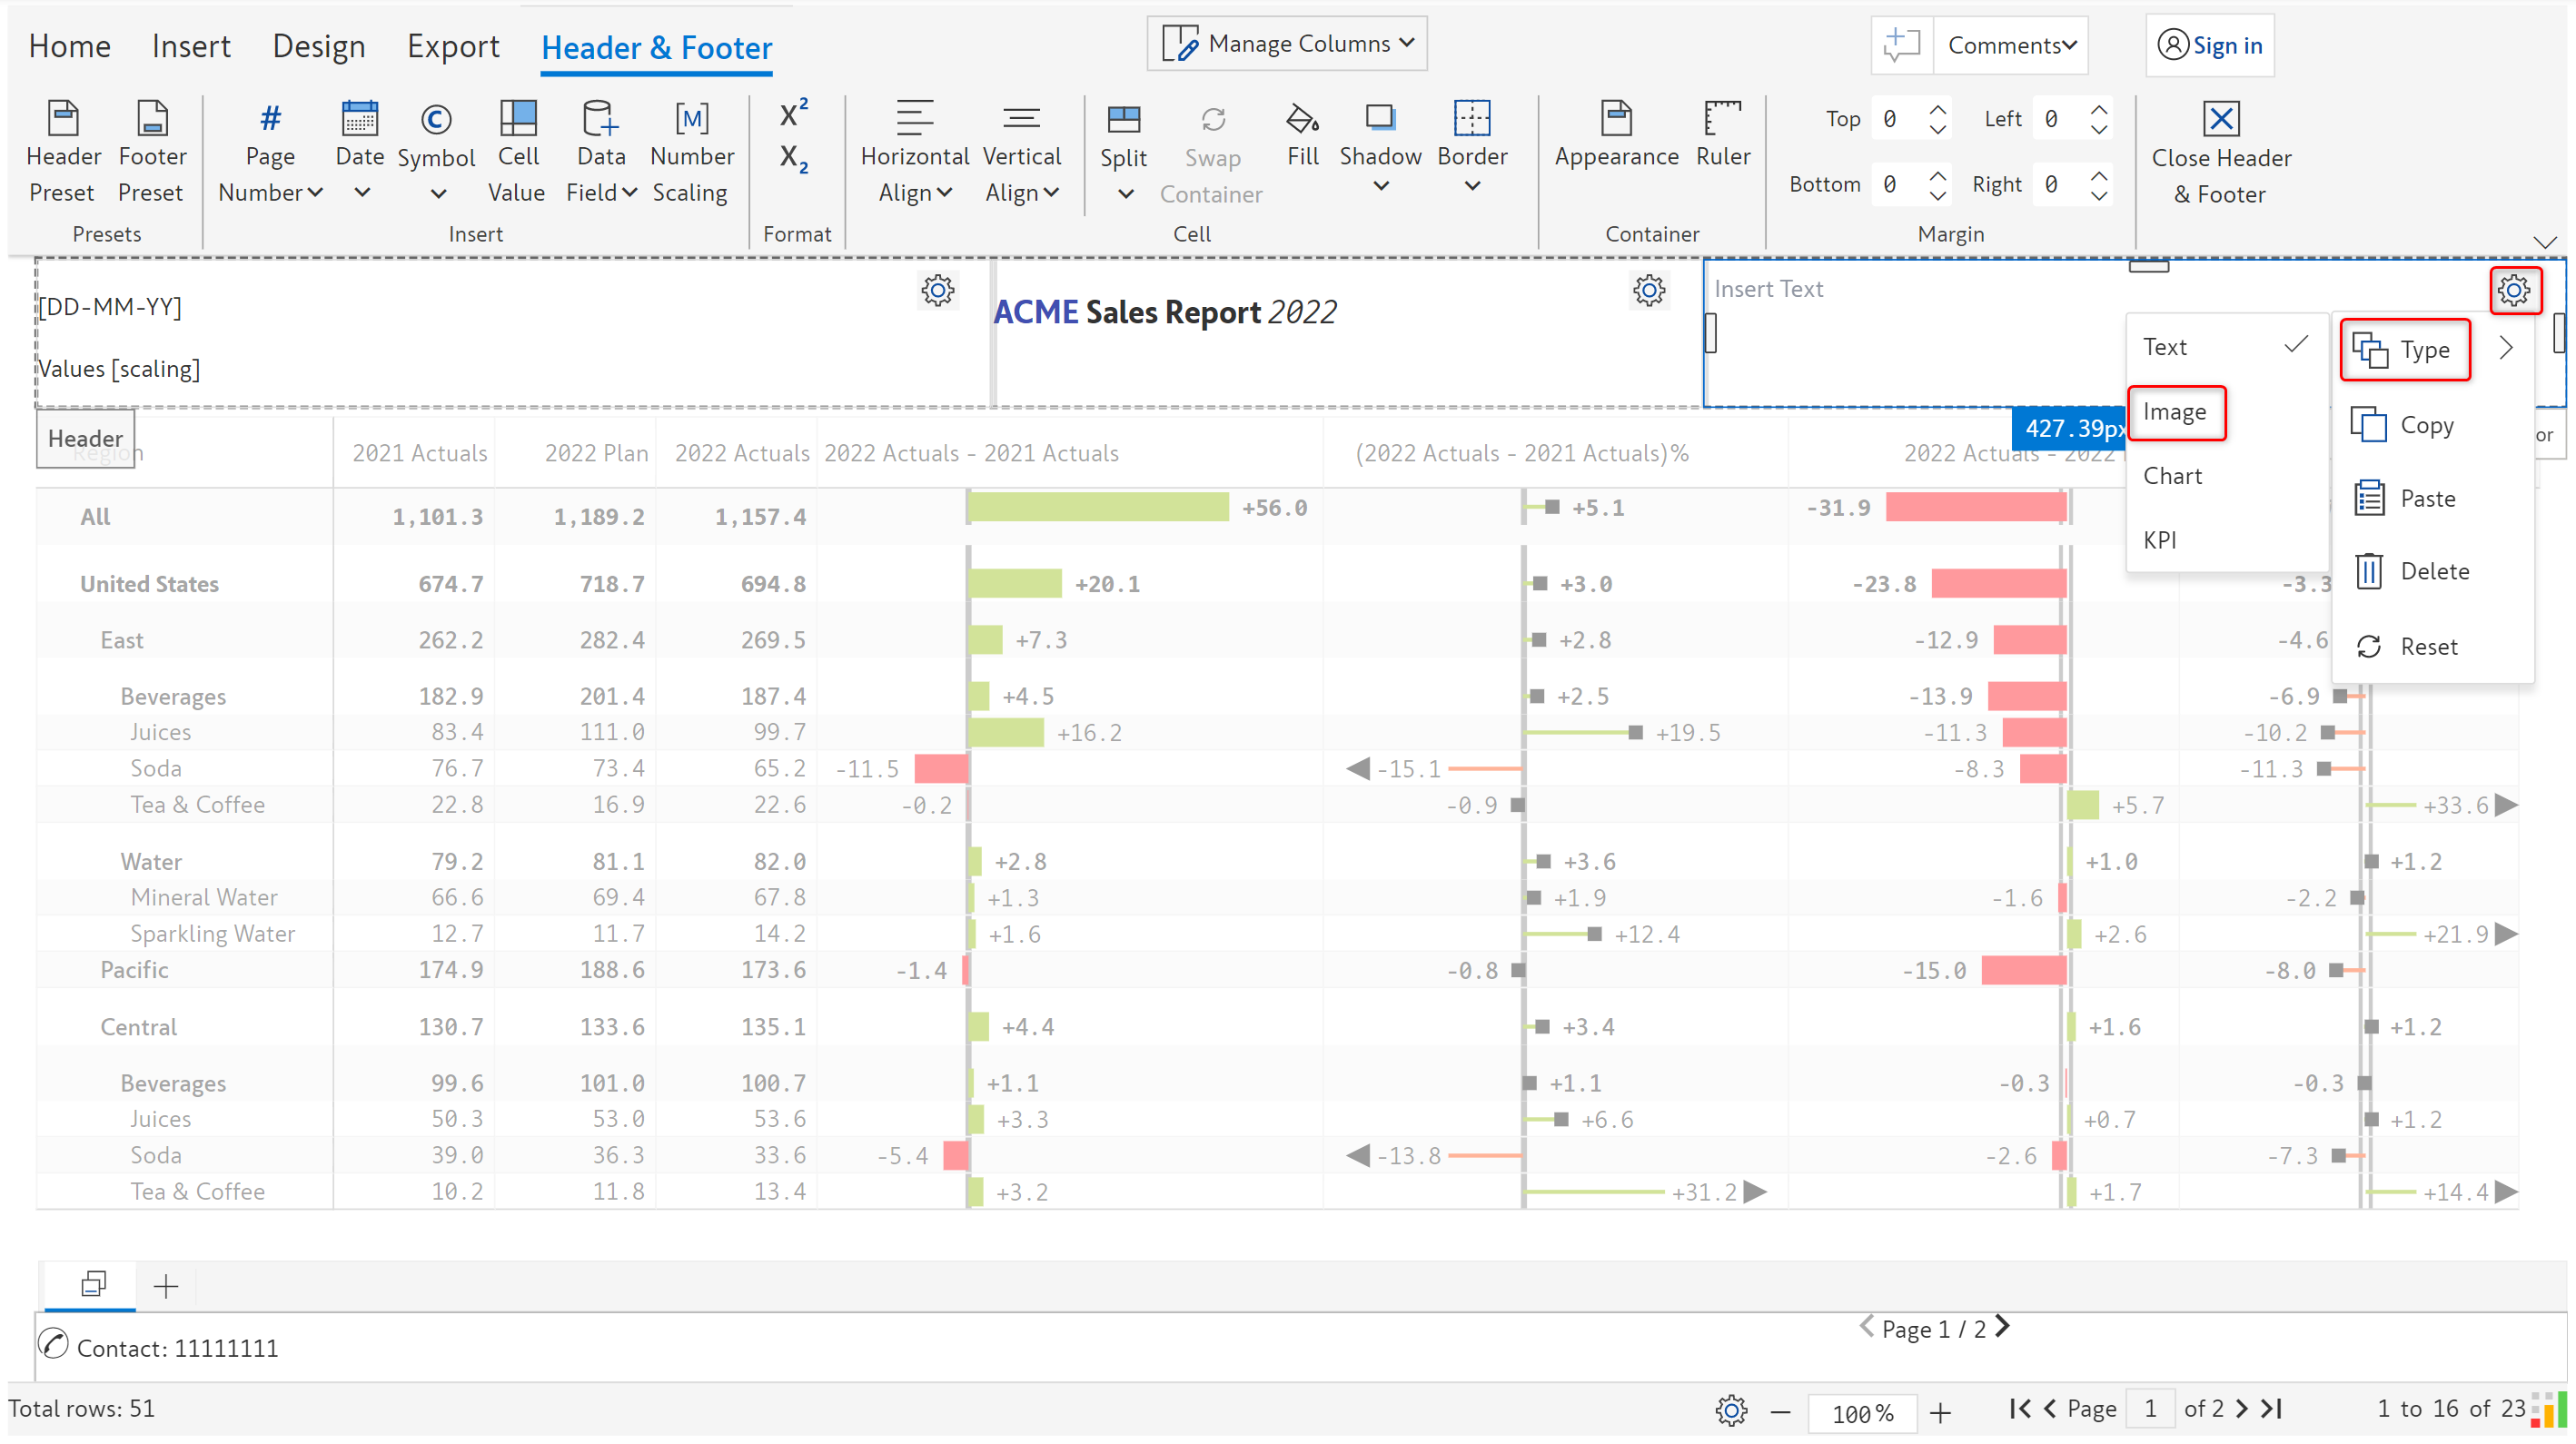 Home Insert Design Export Header & Footer Manage Columns Comments Sign in
Header Preset Footer Preset Page Number Date Symbol Cell Value Data Field Number Scaling X² X₂ Horizontal Align Vertical Align Split Swap Container Fill Shadow Border Appearance Ruler Top 0 Left 0 Bottom 0 Right 0 Close Header & Footer
Presets Insert Format Cell Container Margin
[DD-MM-YY]
Values [scaling]
ACME Sales Report 2022
Insert Text
Text
Image
Chart
KPI
Type
Copy
Paste
Delete
Reset
427.39px
Header
Region 2021 Actuals 2022 Plan 2022 Actuals 2022 Actuals - 2021 Actuals (2022 Actuals - 2021 Actuals)% 2022 Actuals - 2022 or
All 1,101.3 1,189.2 1,157.4 +56.0 +5.1 -31.9
United States 674.7 718.7 694.8 +20.1 +3.0 -23.8 -3.3
East 262.2 282.4 269.5 +7.3 +2.8 -12.9 -4.6
Beverages 182.9 201.4 187.4 +4.5 +2.5 -13.9 -6.9
Juices 83.4 111.0 99.7 +16.2 +19.5 -11.3 -10.2
Soda 76.7 73.4 65.2 -11.5 -15.1 -8.3 -11.3
Tea & Coffee 22.8 16.9 22.6 -0.2 -0.9 +5.7 +33.6
Water 79.2 81.1 82.0 +2.8 +3.6 +1.0 +1.2
Mineral Water 66.6 69.4 67.8 +1.3 +1.9 -1.6 -2.2
Sparkling Water 12.7 11.7 14.2 +1.6 +12.4 +2.6 +21.9
Pacific 174.9 188.6 173.6 -1.4 -0.8 -15.0 -8.0
Central 130.7 133.6 135.1 +4.4 +3.4 +1.6 +1.2
Beverages 99.6 101.0 100.7 +1.1 +1.1 -0.3 -0.3
Juices 50.3 53.0 53.6 +3.3 +6.6 +0.7 +1.2
Soda 39.0 36.3 33.6 -5.4 -13.8 -2.6 -7.3
Tea & Coffee 10.2 11.8 13.4 +3.2 +31.2 +1.7 +14.4
Page 1 / 2
Contact: 11111111
Total rows: 51 100% Page 1 of 2 1 to 16 of 23